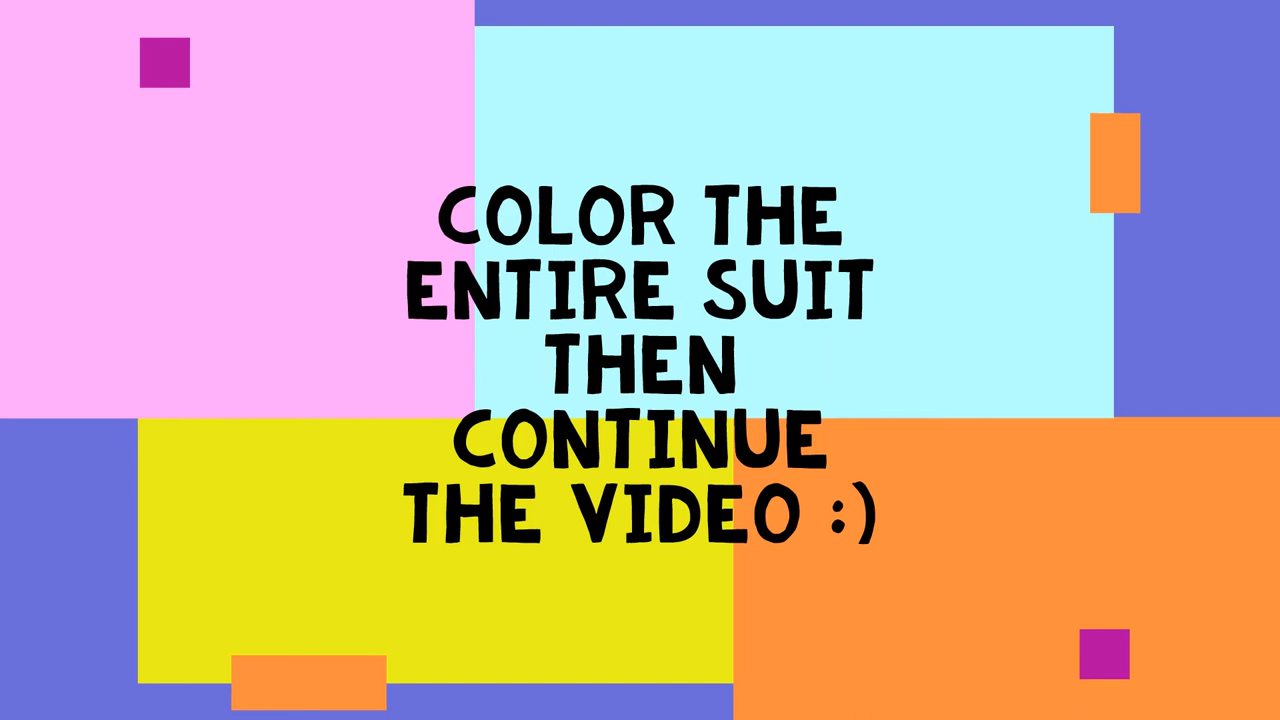 COLOR THE
ENTIRE SUIT
THEN
CONTINUE
THE VIDEO :)